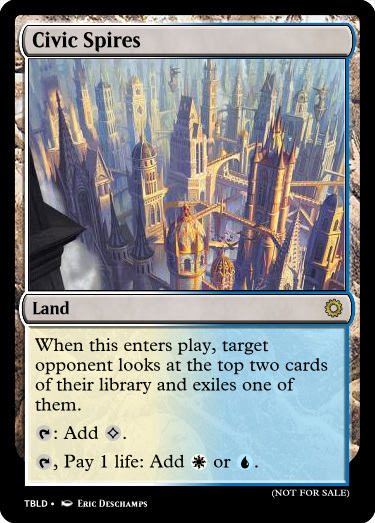 Civic Spires
Land
When this enters play, target
opponent looks at the top two cards
of their library and exiles one of
them.
: Add .
, Pay 1 life: Add or .
(NOT FOR SALE)
TBLD • Eric Deschamps